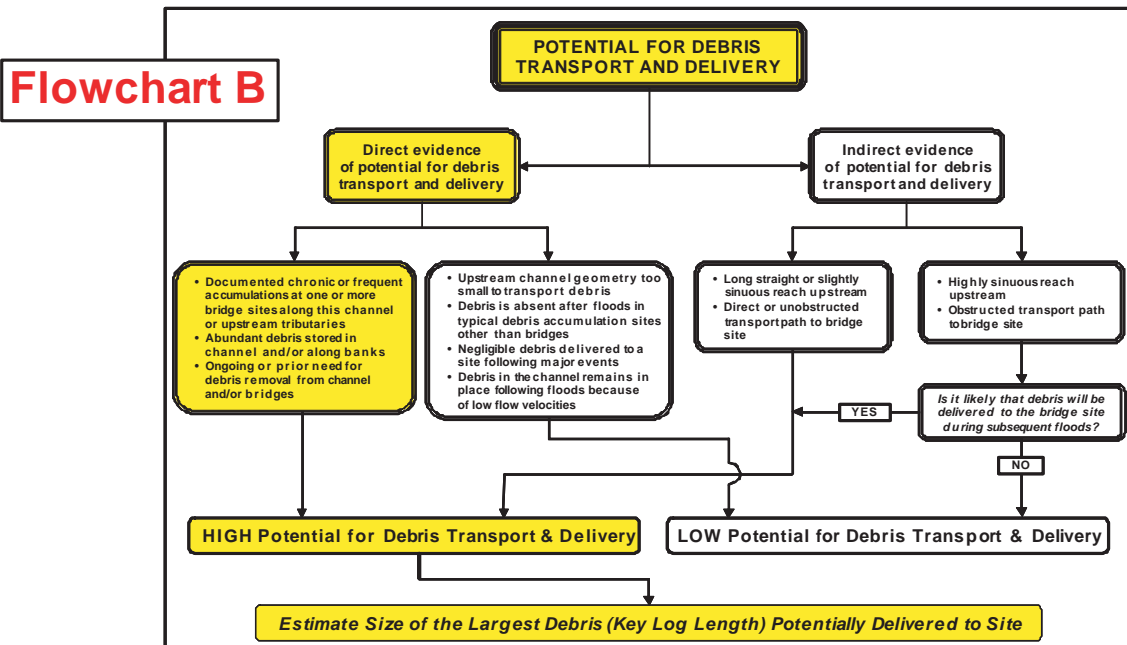 Flowchart B
POTENTIAL FOR DEBRIS
TRANSPORT AND DELIVERY
Direct evidence
of potential for debris
transport and delivery
Indirect evidence
of potential for debris
transport and delivery
• Documented chronic or frequent
accumulations at one or more
bridge sites along this channel
or upstream tributaries
• Abundant debris stored in
channel and/or along banks
• Ongoing or prior need for
debris removal from channel
and/or bridges
• Upstream channel geometry too
small to transport debris
• Debris is absent after floods in
typical debris accumulation sites
other than bridges
• Negligible debris delivered to a
site following major events
• Debris in the channel remains in
place following floods because
of low flow velocities
• Long straight or slightly
sinuous reach upstream
• Direct or unobstructed
transport path to bridge
site
• Highly sinuous reach
upstream
• Obstructed transport path
to bridge site
Is it likely that debris will be
delivered to the bridge site
during subsequent floods?
YES
NO
HIGH Potential for Debris Transport & Delivery
LOW Potential for Debris Transport & Delivery
Estimate Size of the Largest Debris (Key Log Length) Potentially Delivered to Site